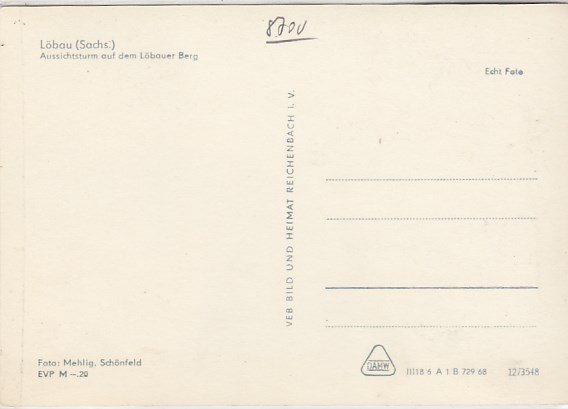 8700
Löbau (Sachs.)
Aussichtsturm auf dem Löbauer Berg
Echt Foto
VEB BILD UND HEIMAT REICHENBACH I. V.
Foto: Mehlig, Schönfeld
EVP M –.20
DAMW
III 18 6 A 1 B 729 68
12/3548